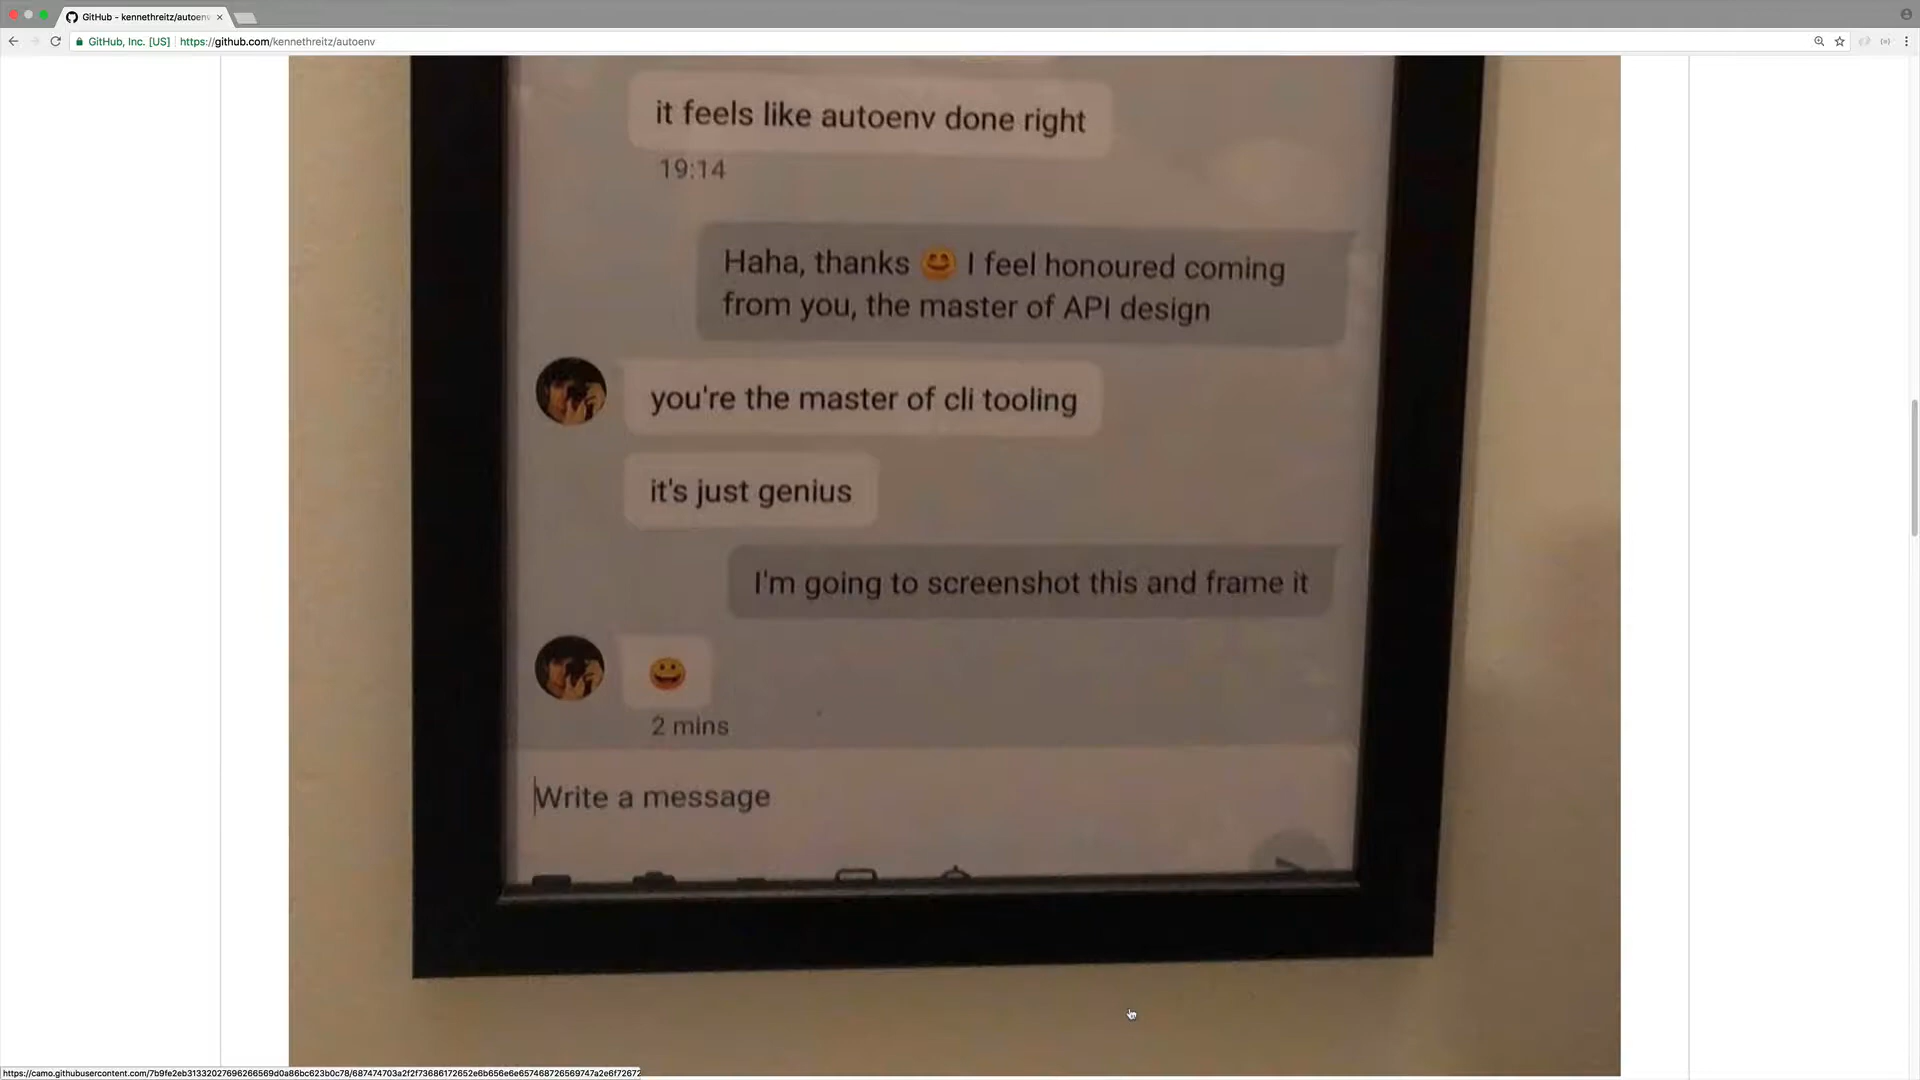 GitHub - kennethreitz/autoenv
GitHub, Inc. [US] https://github.com/kennethreitz/autoenv
it feels like autoenv done right
19:14
Haha, thanks 😄 I feel honoured coming
from you, the master of API design
you're the master of cli tooling
it's just genius
I'm going to screenshot this and frame it
😀
2 mins
Write a message